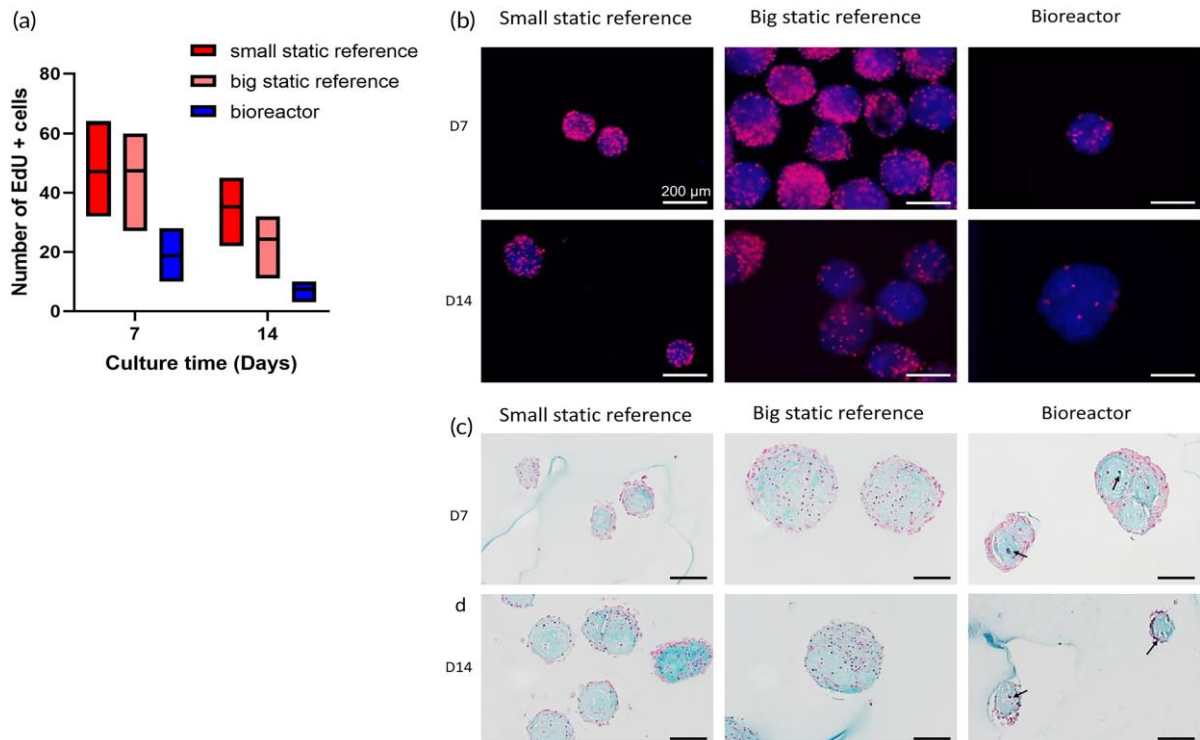 (a)
small static reference
big static reference
bioreactor
Number of EdU + cells
80
60
40
20
0
7
14
Culture time (Days)
(b)
Small static reference
Big static reference
Bioreactor
D7
200 µm
D14
(c)
Small static reference
Big static reference
Bioreactor
D7
d
D14